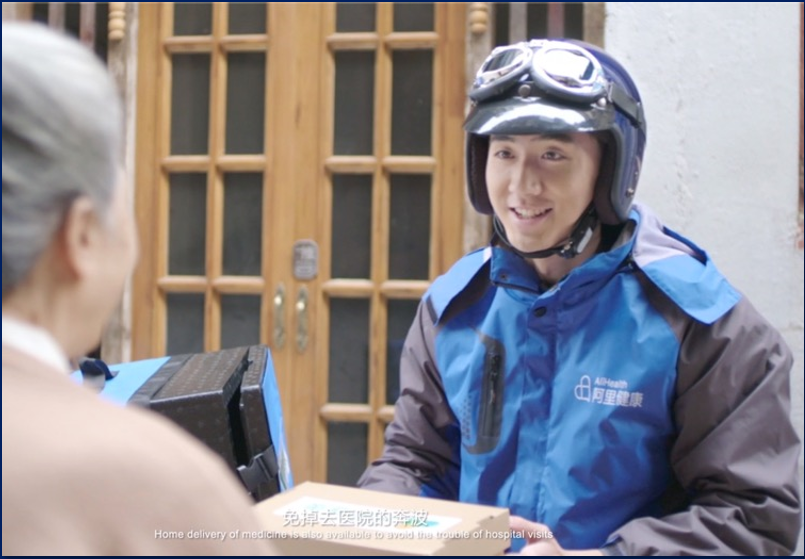 AliHealth
阿里健康
免掉去医院的奔波
Home delivery of medicine is also available to avoid the trouble of hospital visits